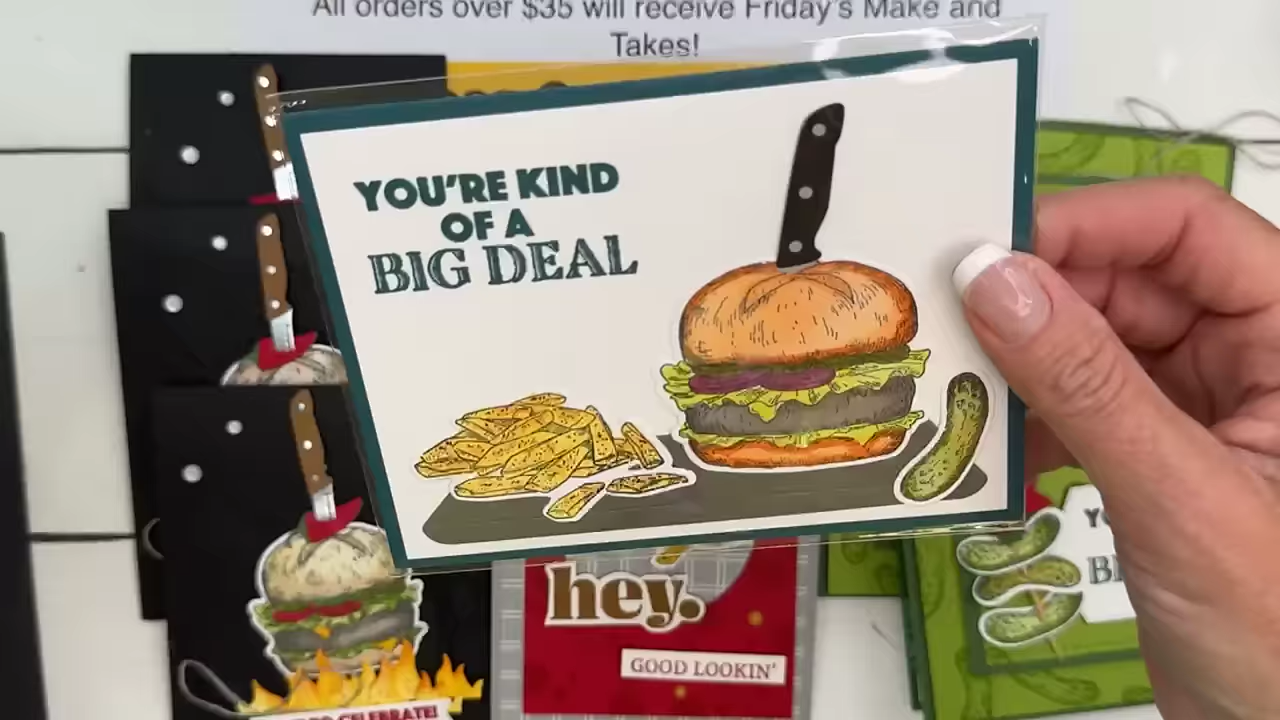 All orders over $35 will receive Friday's Make and
Takes!
YOU'RE KIND
OF A
BIG DEAL
hey.
GOOD LOOKIN'
CELEBRATE!